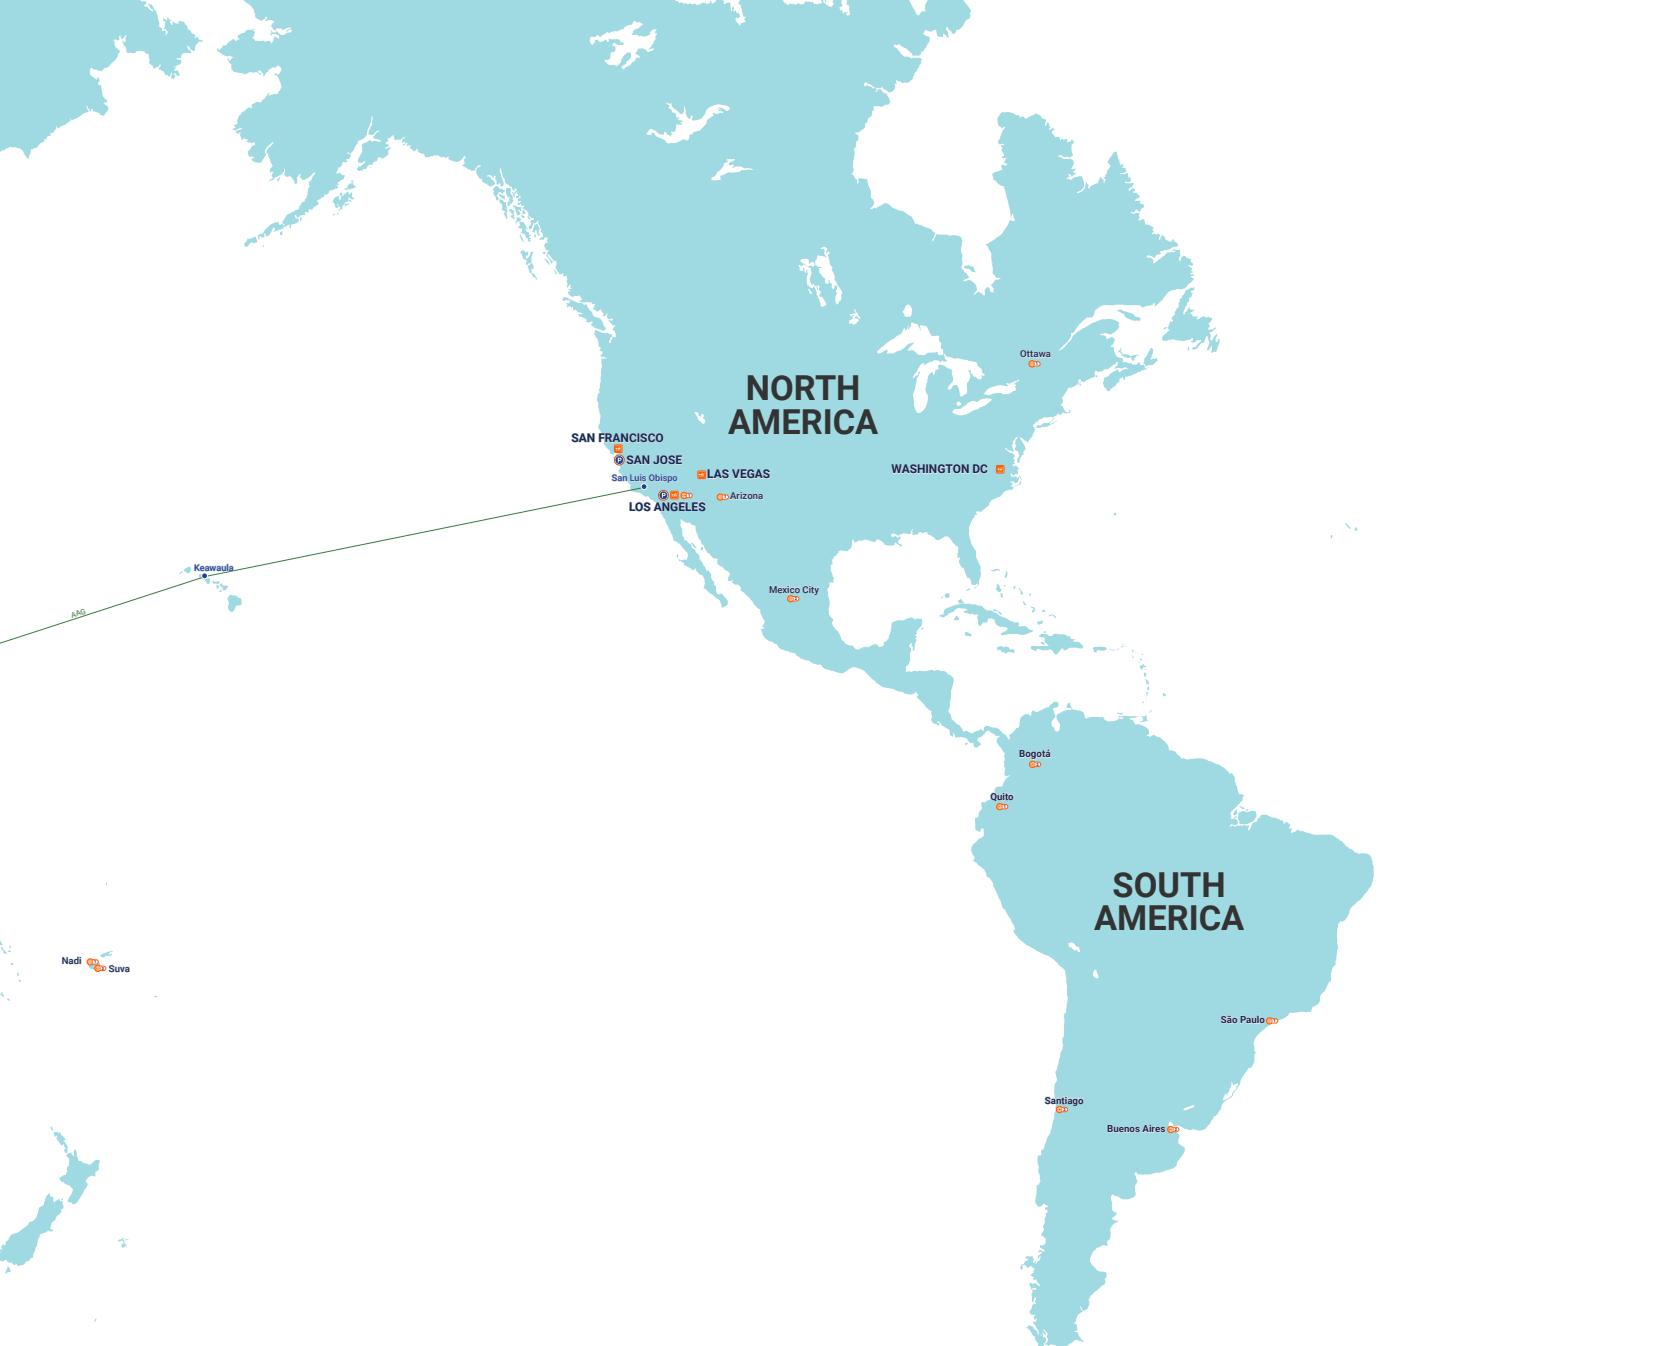 Ottawa
NORTH
AMERICA
SAN FRANCISCO
SAN JOSE
WASHINGTON DC
LAS VEGAS
San Luis Obispo
Arizona
LOS ANGELES
Keawaula
Mexico City
AAG
Bogotá
Quito
SOUTH
AMERICA
Nadi
Suva
São Paulo
Santiago
Buenos Aires